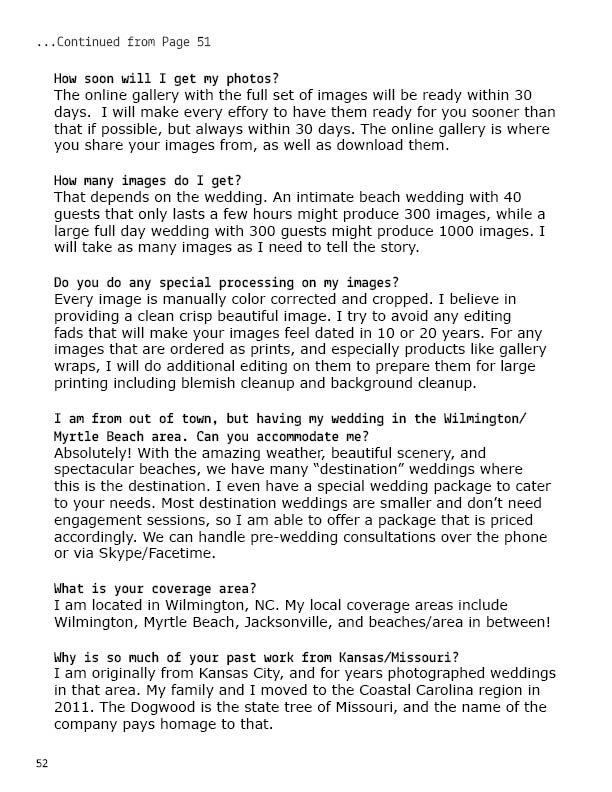 ...Continued from Page 51
How soon will I get my photos?
The online gallery with the full set of images will be ready within 30
days.  I will make every effory to have them ready for you sooner than
that if possible, but always within 30 days. The online gallery is where
you share your images from, as well as download them.
How many images do I get?
That depends on the wedding. An intimate beach wedding with 40
guests that only lasts a few hours might produce 300 images, while a
large full day wedding with 300 guests might produce 1000 images. I
will take as many images as I need to tell the story.
Do you do any special processing on my images?
Every image is manually color corrected and cropped. I believe in
providing a clean crisp beautiful image. I try to avoid any editing
fads that will make your images feel dated in 10 or 20 years. For any
images that are ordered as prints, and especially products like gallery
wraps, I will do additional editing on them to prepare them for large
printing including blemish cleanup and background cleanup.
I am from out of town, but having my wedding in the Wilmington/
Myrtle Beach area. Can you accommodate me?
Absolutely! With the amazing weather, beautiful scenery, and
spectacular beaches, we have many “destination” weddings where
this is the destination. I even have a special wedding package to cater
to your needs. Most destination weddings are smaller and don’t need
engagement sessions, so I am able to offer a package that is priced
accordingly. We can handle pre-wedding consultations over the phone
or via Skype/Facetime.
What is your coverage area?
I am located in Wilmington, NC. My local coverage areas include
Wilmington, Myrtle Beach, Jacksonville, and beaches/area in between!
Why is so much of your past work from Kansas/Missouri?
I am originally from Kansas City, and for years photographed weddings
in that area. My family and I moved to the Coastal Carolina region in
2011. The Dogwood is the state tree of Missouri, and the name of the
company pays homage to that.
52